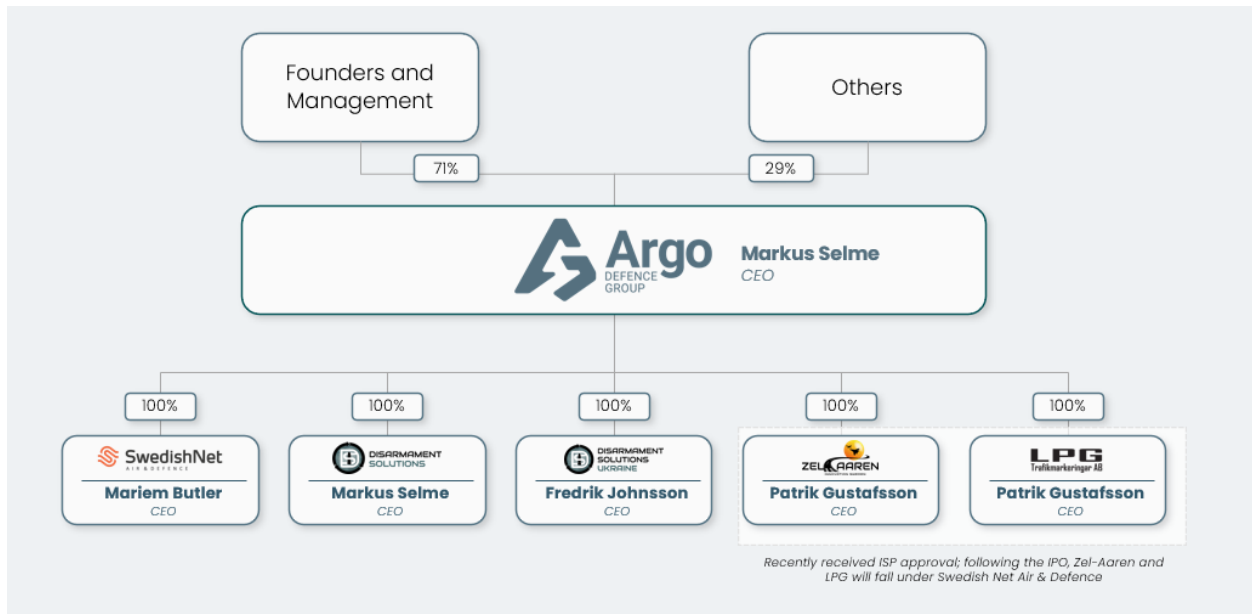 Founders and
Management
Others
71%
29%
Argo
DEFENCE
GROUP
Markus Selme
CEO
100%
100%
100%
100%
100%
SwedishNet
AIR & DEFENCE
Mariem Butler
CEO
DISARMAMENT
SOLUTIONS
Markus Selme
CEO
DISARMAMENT
SOLUTIONS
UKRAINE
Fredrik Johnsson
CEO
ZEL AAREN
Patrik Gustafsson
CEO
LPG
Trafikmarkeringar AB
Patrik Gustafsson
CEO
Recently received ISP approval; following the IPO, Zel-Aaren and
LPG will fall under Swedish Net Air & Defence